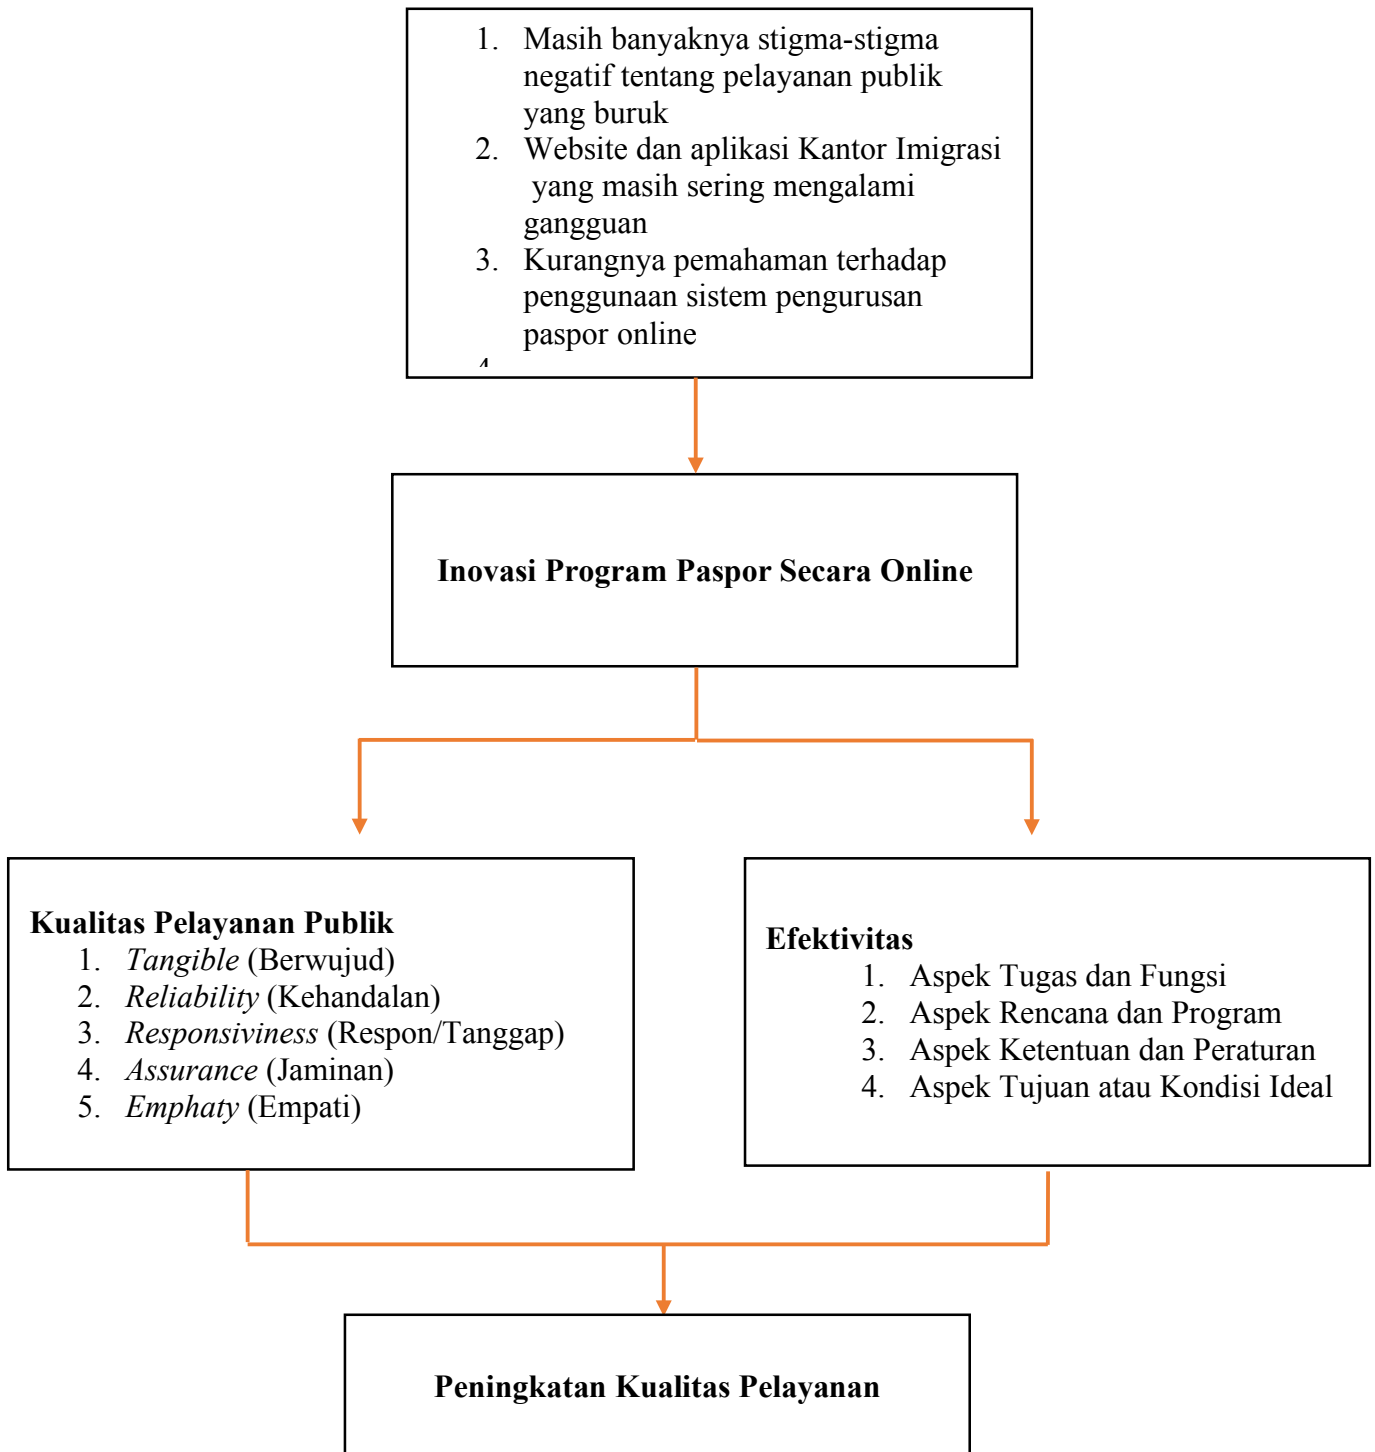 1. Masih banyaknya stigma-stigma
negatif tentang pelayanan publik
yang buruk
2. Website dan aplikasi Kantor Imigrasi
yang masih sering mengalami
gangguan
3. Kurangnya pemahaman terhadap
penggunaan sistem pengurusan
paspor online
Inovasi Program Paspor Secara Online
Kualitas Pelayanan Publik
1. Tangible (Berwujud)
2. Reliability (Kehandalan)
3. Responsiviness (Respon/Tanggap)
4. Assurance (Jaminan)
5. Emphaty (Empati)
Efektivitas
1. Aspek Tugas dan Fungsi
2. Aspek Rencana dan Program
3. Aspek Ketentuan dan Peraturan
4. Aspek Tujuan atau Kondisi Ideal
Peningkatan Kualitas Pelayanan